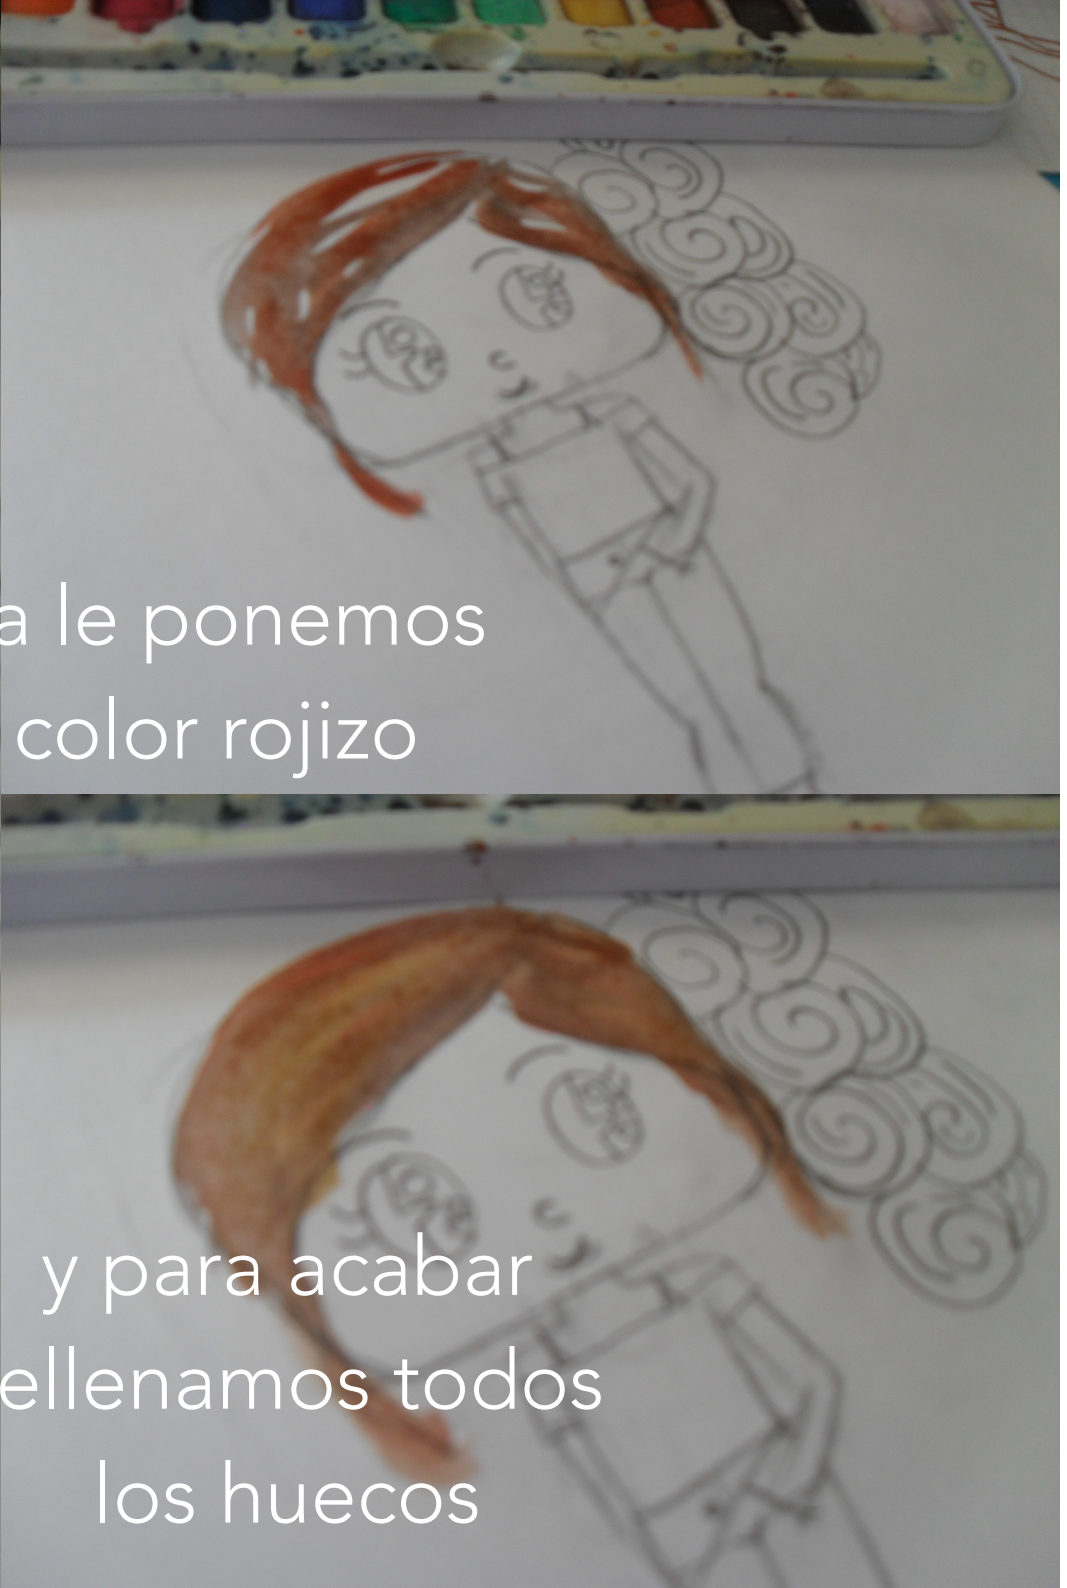 a le ponemos
color rojizo
y para acabar
ellenamos todos
los huecos